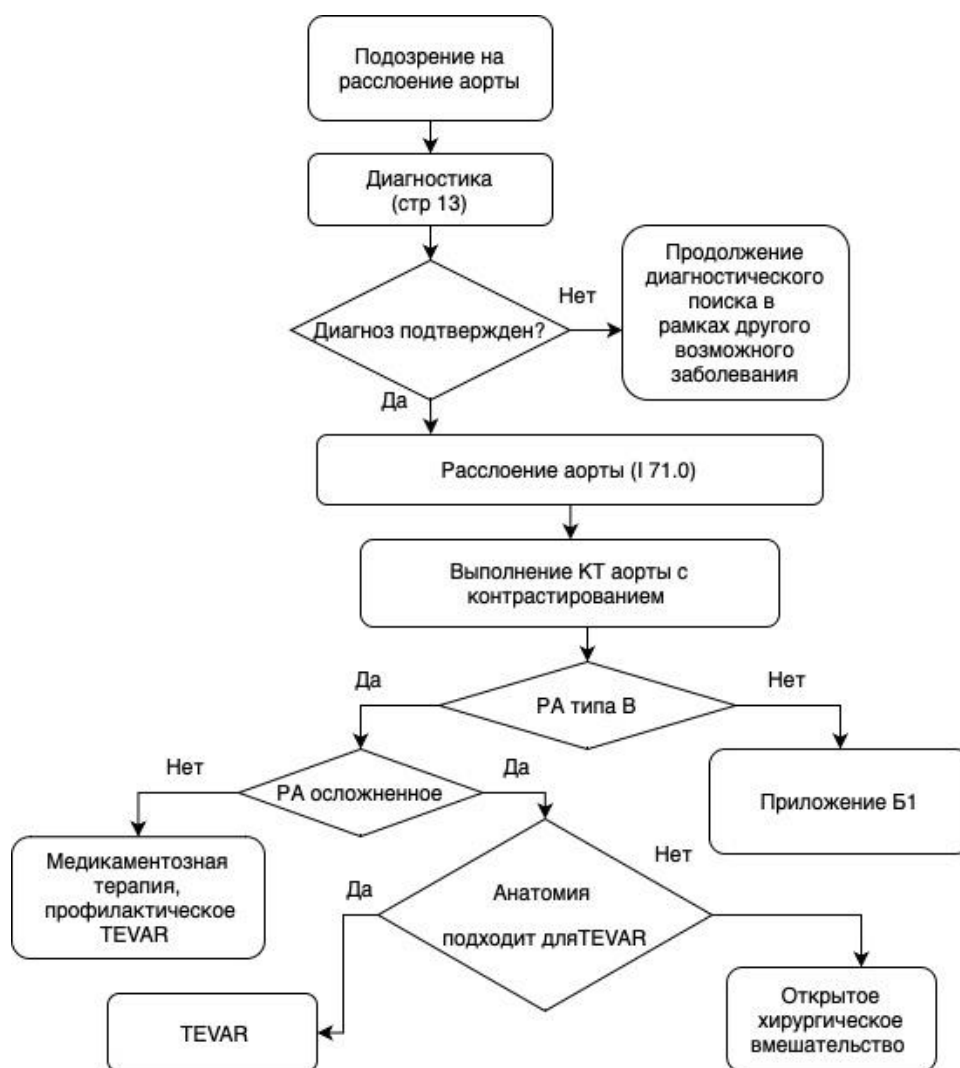 Подозрение на
расслоение аорты
Диагностика
(стр 13)
Диагноз подтвержден?
Нет
Продолжение
диагностического
поиска в
рамках другого
возможного
заболевания
Да
Расслоение аорты (I 71.0)
Выполнение КТ аорты с
контрастированием
Да
РА типа В
Нет
Нет
РА осложненное
Да
Приложение Б1
Медикаментозная
терапия,
профилактическое
TEVAR
Да
Анатомия
подходит дляTEVAR
Нет
TEVAR
Открытое
хирургическое
вмешательство